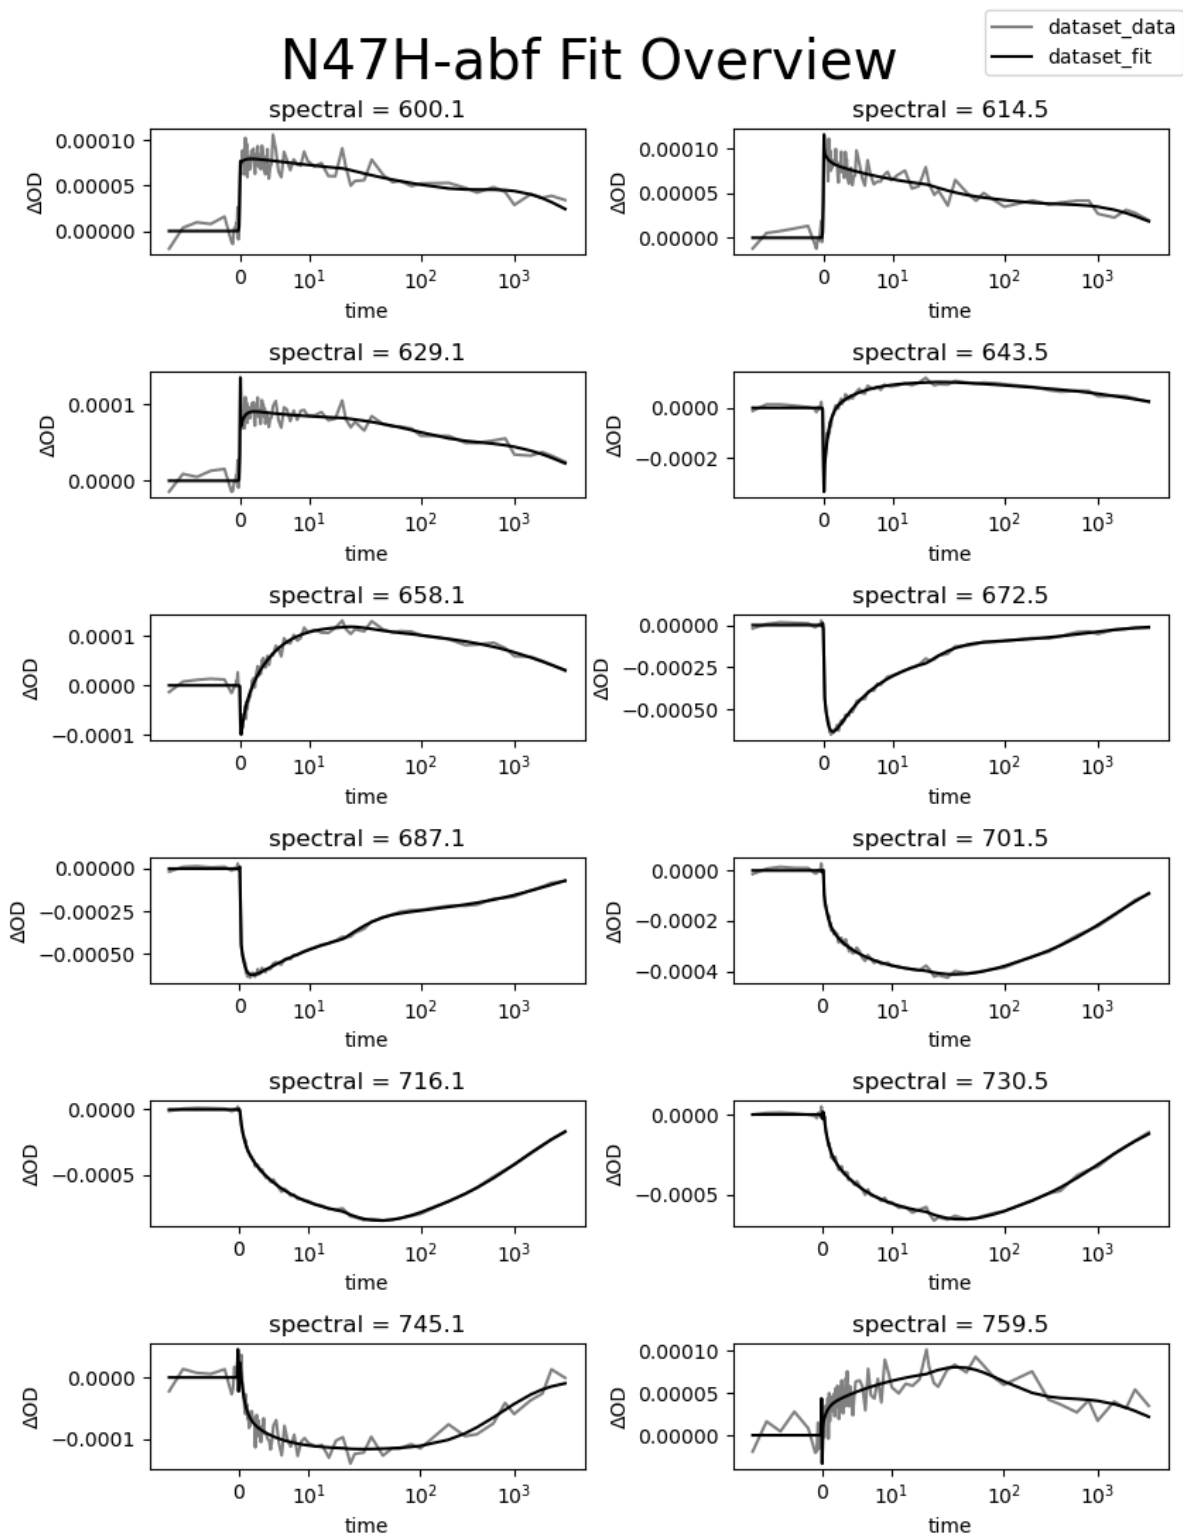 dataset_data
dataset_fit
N47H-abf Fit Overview
spectral = 600.1
0.00010
0.00005
0.00000
ΔOD
0 10¹ 10² 10³
time
spectral = 614.5
0.00010
0.00005
0.00000
ΔOD
0 10¹ 10² 10³
time
spectral = 629.1
0.0001
0.0000
ΔOD
0 10¹ 10² 10³
time
spectral = 643.5
0.0000
−0.0002
ΔOD
0 10¹ 10² 10³
time
spectral = 658.1
0.0001
0.0000
−0.0001
ΔOD
0 10¹ 10² 10³
time
spectral = 672.5
0.00000
−0.00025
−0.00050
ΔOD
0 10¹ 10² 10³
time
spectral = 687.1
0.00000
−0.00025
−0.00050
ΔOD
0 10¹ 10² 10³
time
spectral = 701.5
0.0000
−0.0002
−0.0004
ΔOD
0 10¹ 10² 10³
time
spectral = 716.1
0.0000
−0.0005
ΔOD
0 10¹ 10² 10³
time
spectral = 730.5
0.0000
−0.0005
ΔOD
0 10¹ 10² 10³
time
spectral = 745.1
0.0000
−0.0001
ΔOD
0 10¹ 10² 10³
time
spectral = 759.5
0.00010
0.00005
0.00000
ΔOD
0 10¹ 10² 10³
time